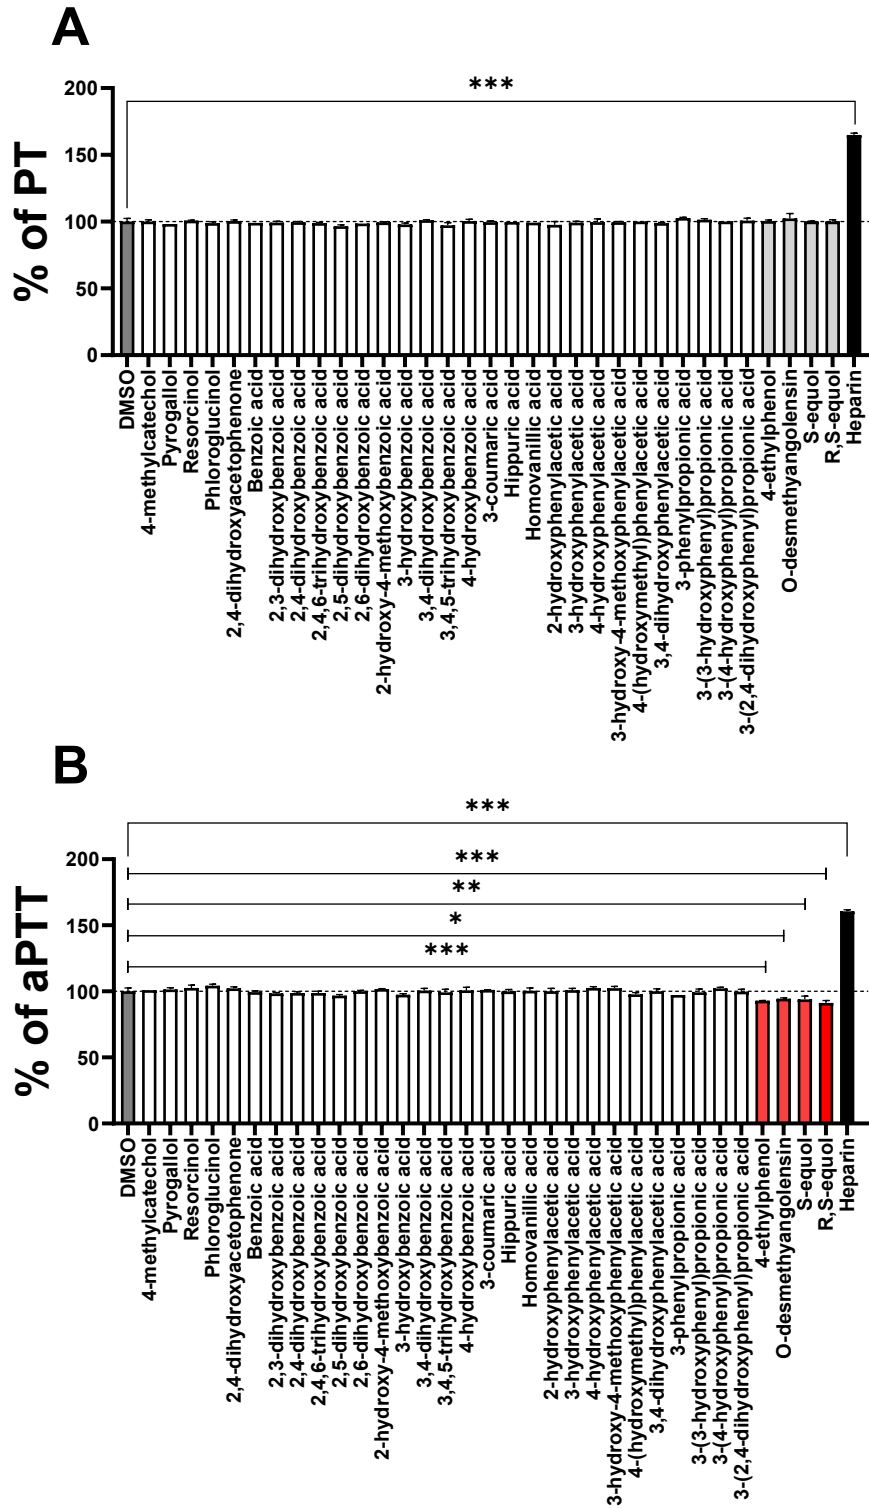 A
% of PT
200
150
100
50
0
***
DMSO
4-methylcatechol
Pyrogallol
Resorcinol
Phloroglucinol
2,4-dihydroxyacetophenone
Benzoic acid
2,3-dihydroxybenzoic acid
2,4-dihydroxybenzoic acid
2,4,6-trihydroxybenzoic acid
2,5-dihydroxybenzoic acid
2,6-dihydroxybenzoic acid
2-hydroxy-4-methoxybenzoic acid
3-hydroxybenzoic acid
3,4-dihydroxybenzoic acid
3,4,5-trihydroxybenzoic acid
4-hydroxybenzoic acid
3-coumaric acid
Hippuric acid
Homovanillic acid
2-hydroxyphenylacetic acid
3-hydroxyphenylacetic acid
4-hydroxyphenylacetic acid
3-hydroxy-4-methoxyphenylacetic acid
4-(hydroxymethyl)phenylacetic acid
3,4-dihydroxyphenylacetic acid
3-phenylpropionic acid
3-(3-hydroxyphenyl)propionic acid
3-(4-hydroxyphenyl)propionic acid
3-(2,4-dihydroxyphenyl)propionic acid
4-ethylphenol
O-desmethyangolensin
S-equol
R,S-equol
Heparin
B
% of aPTT
200
150
100
50
0
***
***
**
*
***
DMSO
4-methylcatechol
Pyrogallol
Resorcinol
Phloroglucinol
2,4-dihydroxyacetophenone
Benzoic acid
2,3-dihydroxybenzoic acid
2,4-dihydroxybenzoic acid
2,4,6-trihydroxybenzoic acid
2,5-dihydroxybenzoic acid
2,6-dihydroxybenzoic acid
2-hydroxy-4-methoxybenzoic acid
3-hydroxybenzoic acid
3,4-dihydroxybenzoic acid
3,4,5-trihydroxybenzoic acid
4-hydroxybenzoic acid
3-coumaric acid
Hippuric acid
Homovanillic acid
2-hydroxyphenylacetic acid
3-hydroxyphenylacetic acid
4-hydroxyphenylacetic acid
3-hydroxy-4-methoxyphenylacetic acid
4-(hydroxymethyl)phenylacetic acid
3,4-dihydroxyphenylacetic acid
3-phenylpropionic acid
3-(3-hydroxyphenyl)propionic acid
3-(4-hydroxyphenyl)propionic acid
3-(2,4-dihydroxyphenyl)propionic acid
4-ethylphenol
O-desmethyangolensin
S-equol
R,S-equol
Heparin